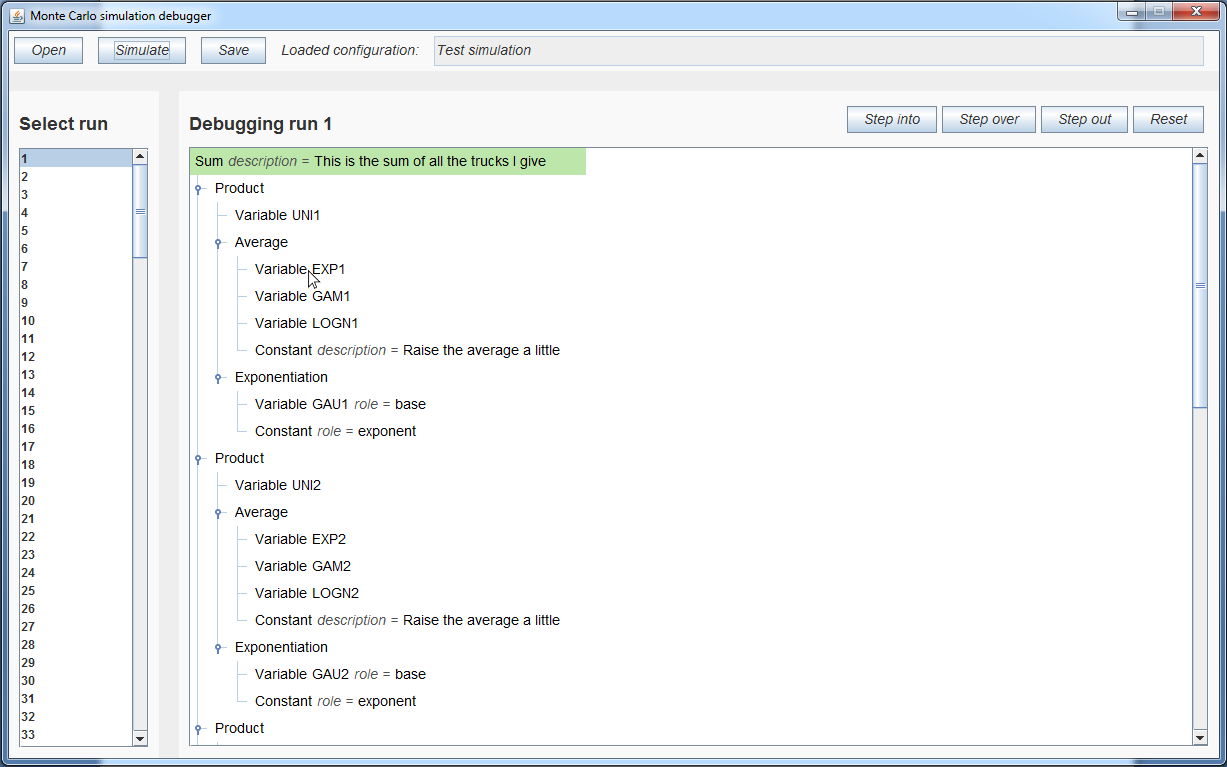 Monte Carlo simulation debugger
Open Simulate Save Loaded configuration: Test simulation
Select run
1
2
3
4
5
6
7
8
9
10
11
12
13
14
15
16
17
18
19
20
21
22
23
24
25
26
27
28
29
30
31
32
33
Debugging run 1
Step into Step over Step out Reset
Sum description = This is the sum of all the trucks I give
Product
Variable UNI1
Average
Variable EXP1
Variable GAM1
Variable LOGN1
Constant description = Raise the average a little
Exponentiation
Variable GAU1 role = base
Constant role = exponent
Product
Variable UNI2
Average
Variable EXP2
Variable GAM2
Variable LOGN2
Constant description = Raise the average a little
Exponentiation
Variable GAU2 role = base
Constant role = exponent
Product